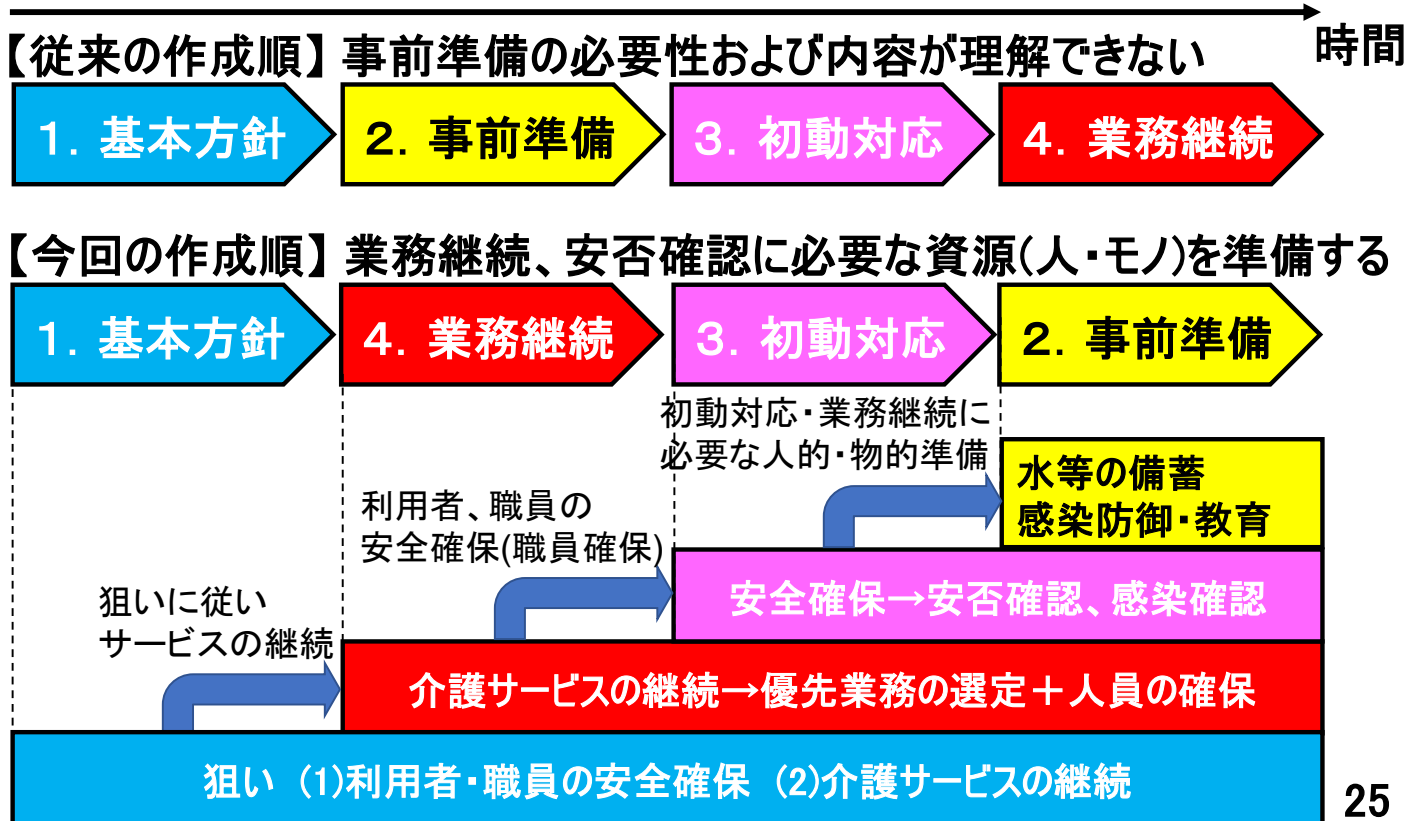 時間
【従来の作成順】 事前準備の必要性および内容が理解できない
１．基本方針
２．事前準備
３．初動対応
４．業務継続
【今回の作成順】 業務継続、安否確認に必要な資源(人・モノ)を準備する
１．基本方針
４．業務継続
３．初動対応
２．事前準備
初動対応・業務継続に
必要な人的・物的準備
水等の備蓄
感染防御・教育
利用者、職員の
安全確保(職員確保)
安全確保→安否確認、感染確認
狙いに従い
サービスの継続
介護サービスの継続→優先業務の選定＋人員の確保
狙い (1)利用者・職員の安全確保 (2)介護サービスの継続
25